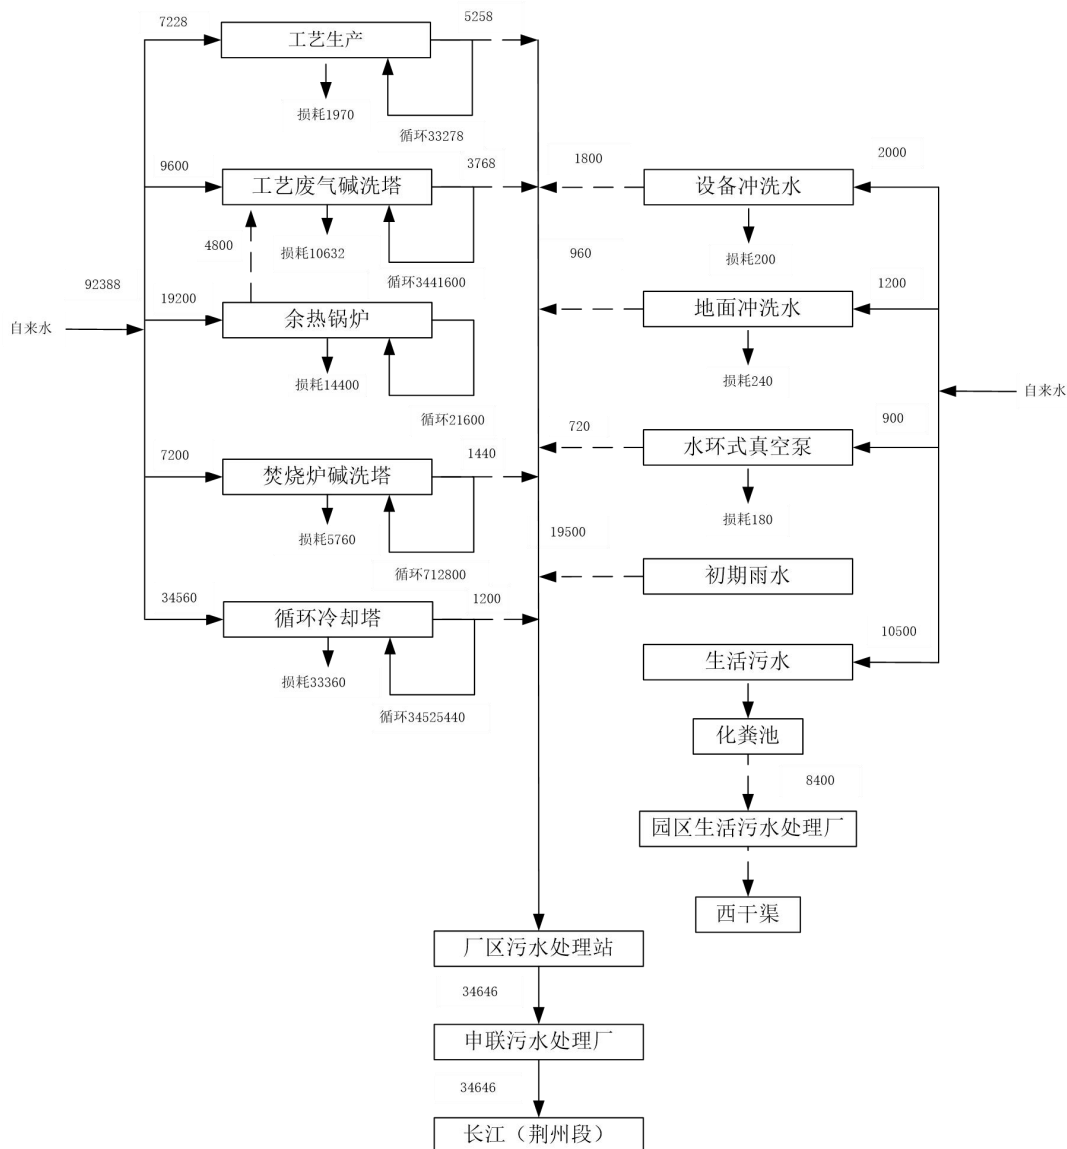 7228
5258
工艺生产
损耗1970
循环33278
9600
3768
1800
2000
工艺废气碱洗塔
设备冲洗水
4800
损耗10632
960
损耗200
循环3441600
92388
19200
1200
自来水
余热锅炉
地面冲洗水
损耗14400
损耗240
自来水
循环21600
720
900
7200
1440
水环式真空泵
焚烧炉碱洗塔
损耗5760
损耗180
19500
循环712800
初期雨水
34560
1200
循环冷却塔
10500
生活污水
损耗33360
循环34525440
化粪池
8400
园区生活污水处理厂
西干渠
厂区污水处理站
34646
申联污水处理厂
34646
长江（荆州段）